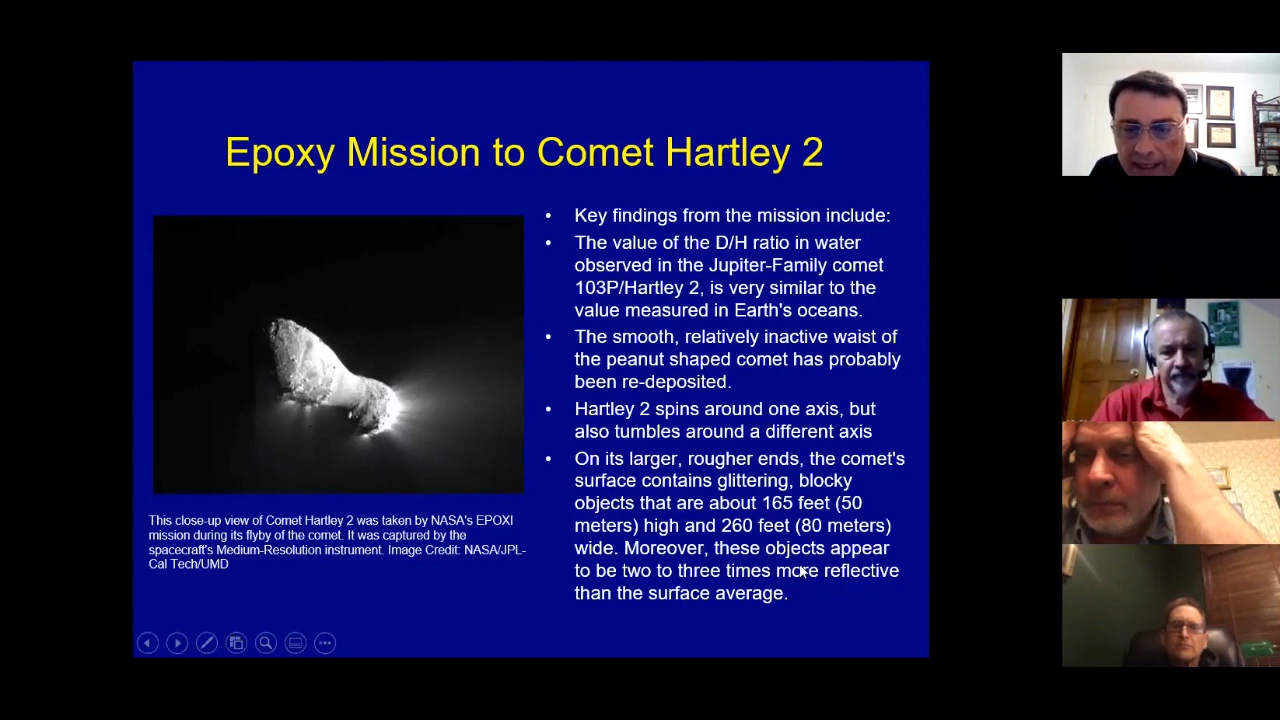 Epoxy Mission to Comet Hartley 2
This close-up view of Comet Hartley 2 was taken by NASA's EPOXI
mission during its flyby of the comet. It was captured by the
spacecraft's Medium-Resolution instrument. Image Credit: NASA/JPL-
Cal Tech/UMD
• Key findings from the mission include:
• The value of the D/H ratio in water
observed in the Jupiter-Family comet
103P/Hartley 2, is very similar to the
value measured in Earth's oceans.
• The smooth, relatively inactive waist of
the peanut shaped comet has probably
been re-deposited.
• Hartley 2 spins around one axis, but
also tumbles around a different axis
• On its larger, rougher ends, the comet's
surface contains glittering, blocky
objects that are about 165 feet (50
meters) high and 260 feet (80 meters)
wide. Moreover, these objects appear
to be two to three times more reflective
than the surface average.